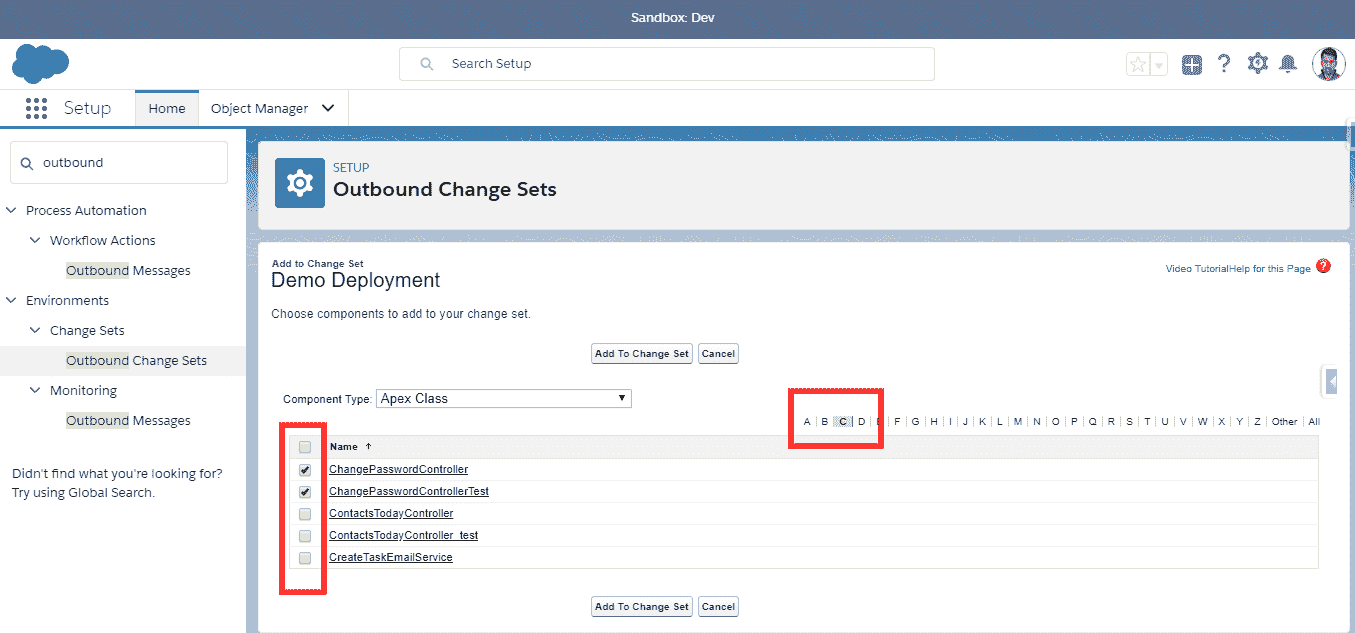 Sandbox: Dev
Search Setup
Setup
Home
Object Manager
outbound
Process Automation
Workflow Actions
Outbound Messages
Environments
Change Sets
Outbound Change Sets
Monitoring
Outbound Messages
Didn't find what you're looking for?
Try using Global Search.
SETUP
Outbound Change Sets
Add to Change Set
Demo Deployment
Video Tutorial Help for this Page ?
Choose components to add to your change set.
Add To Change Set Cancel
Component Type: Apex Class
A | B | C | D | E | F | G | H | I | J | K | L | M | N | O | P | Q | R | S | T | U | V | W | X | Y | Z | Other | All
Name ↑
ChangePasswordController
ChangePasswordControllerTest
ContactsTodayController
ContactsTodayController_test
CreateTaskEmailService
Add To Change Set Cancel